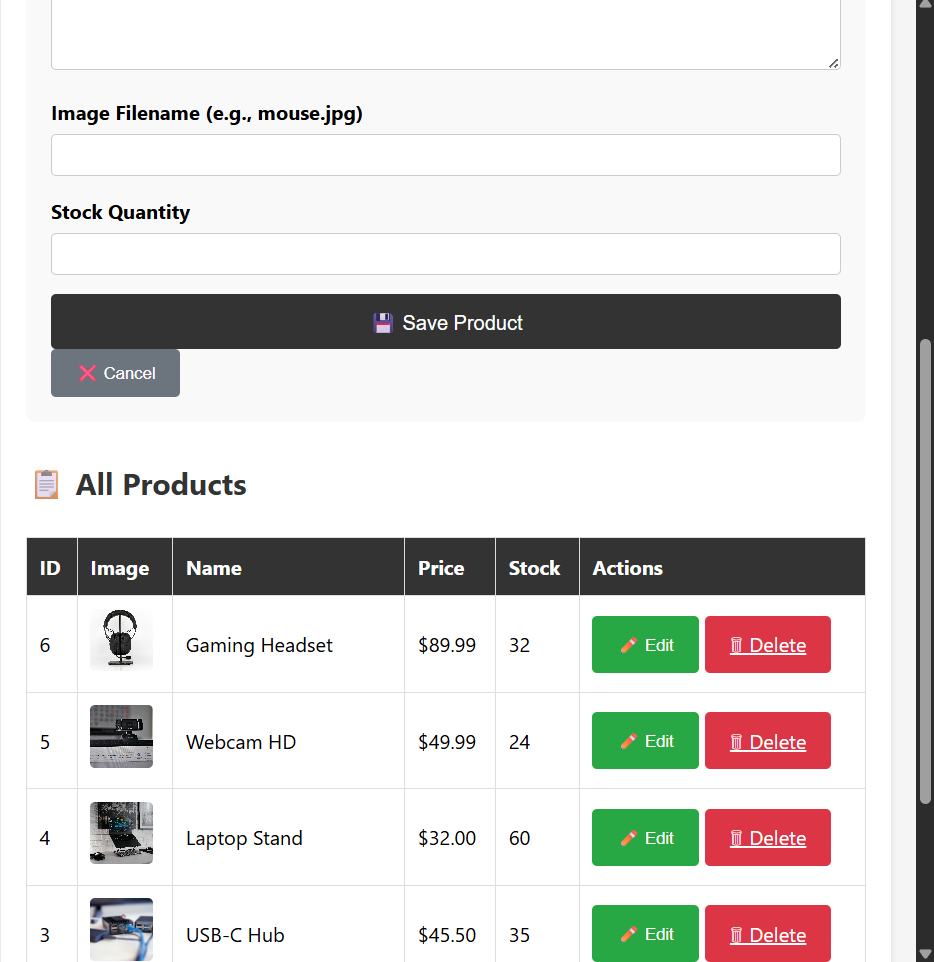 Image Filename (e.g., mouse.jpg)
Stock Quantity
💾 Save Product
❌ Cancel
📋 All Products
ID Image Name Price Stock Actions
6 Gaming Headset $89.99 32 ✏️ Edit 🗑 Delete
5 Webcam HD $49.99 24 ✏️ Edit 🗑 Delete
4 Laptop Stand $32.00 60 ✏️ Edit 🗑 Delete
3 USB-C Hub $45.50 35 ✏️ Edit 🗑 Delete